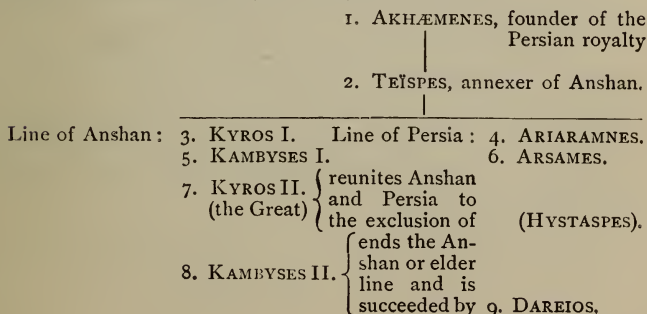 1. AKHÆMENES, founder of the
Persian royalty
2. TEÏSPES, annexer of Anshan.
Line of Anshan: 3. KYROS I. Line of Persia: 4. ARIARAMNES.
5. KAMBYSES I. 6. ARSAMES.
7. KYROS II. reunites Anshan
(the Great) and Persia to
the exclusion of (HYSTASPES).
8. KAMBYSES II. ends the An-
shan or elder
line and is
succeeded by 9. DAREIOS,